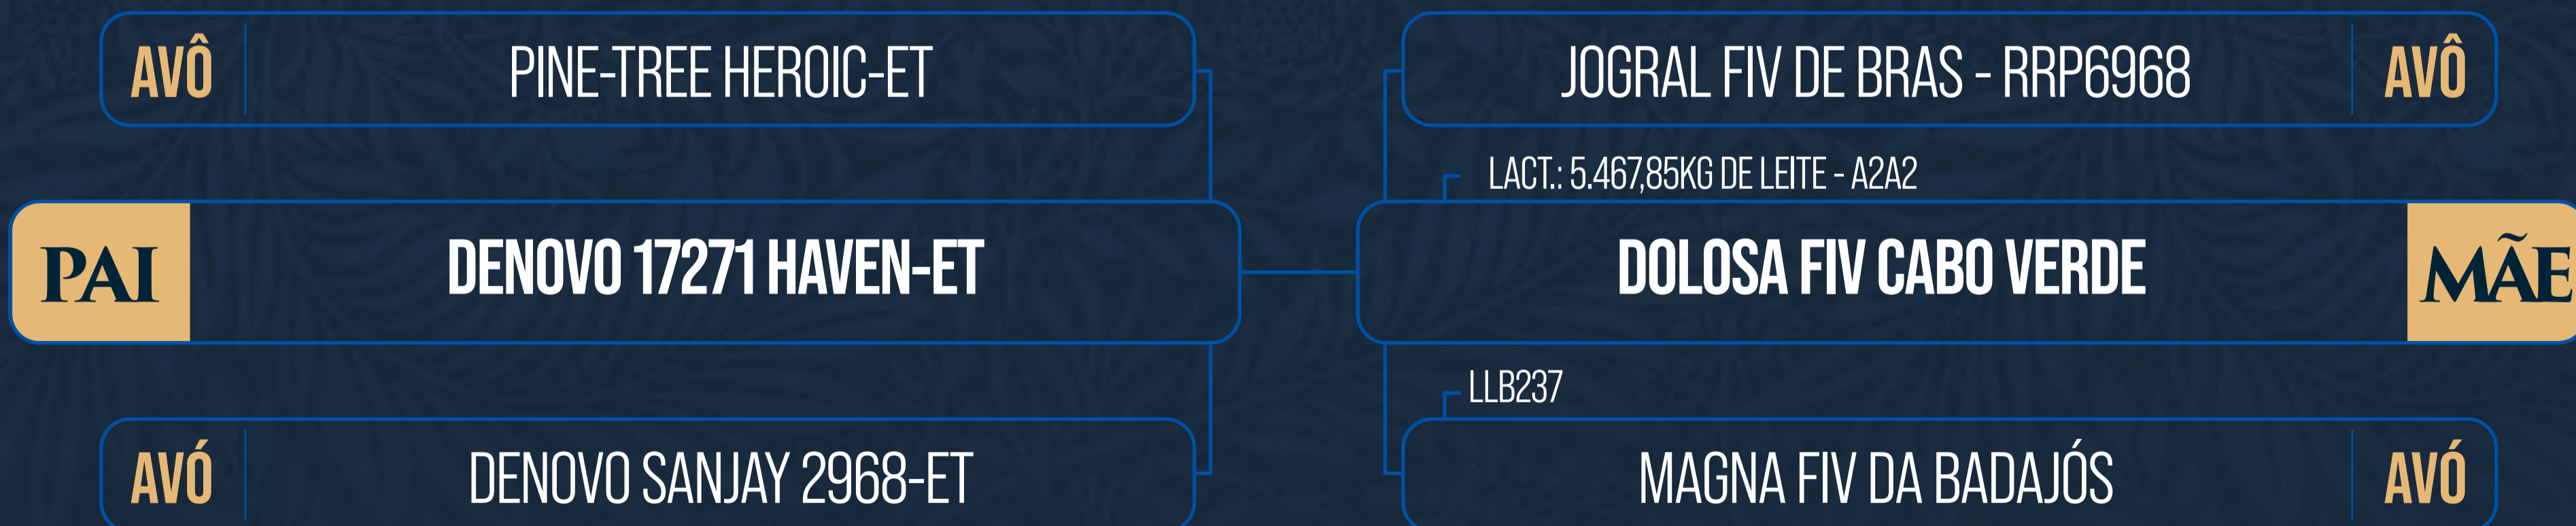 AVÔ PINE-TREE HEROIC-ET
JOGRAL FIV DE BRAS - RRP6968 AVÔ
LACT.: 5.467,85KG DE LEITE - A2A2
PAI DENOVO 17271 HAVEN-ET
DOLOSA FIV CABO VERDE MÃE
LLB237
AVÓ DENOVO SANJAY 2968-ET
MAGNA FIV DA BADAJÓS AVÓ